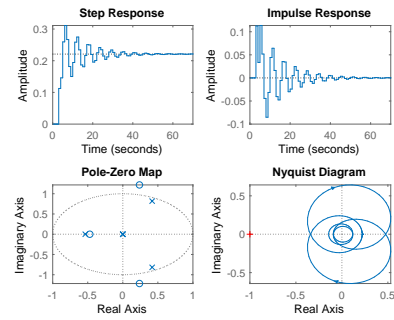 Step Response
Amplitude
0.3
0.2
0.1
0
0 20 40 60
Time (seconds)
Impulse Response
Amplitude
0.1
0.05
0
-0.05
-0.1
0 20 40 60
Time (seconds)
Pole-Zero Map
Imaginary Axis
1
0.5
0
-0.5
-1
-1 -0.5 0 0.5 1
Real Axis
Nyquist Diagram
Imaginary Axis
0.5
0
-0.5
-1 -0.5 0 0.5
Real Axis